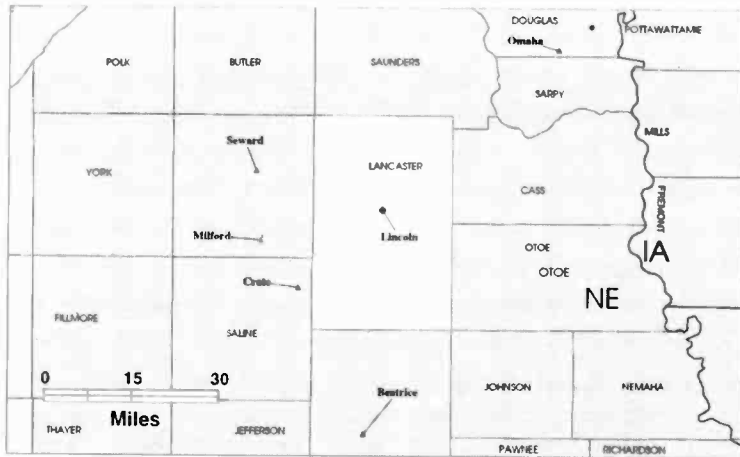 DOUGLAS
Omaha
POTTAWATTAMIE
POLK
BUTLER
SAUNDERS
SARPY
MILLS
Seward
YORK
LANCASTER
CASS
FREMONT
Milford
Lincoln
OTOE
IA
OTOE
Crete
NE
FILLMORE
SALINE
0 15 30
Miles
Beatrice
JOHNSON
NEMAHA
THAYER
JEFFERSON
PAWNEE
RICHARDSON